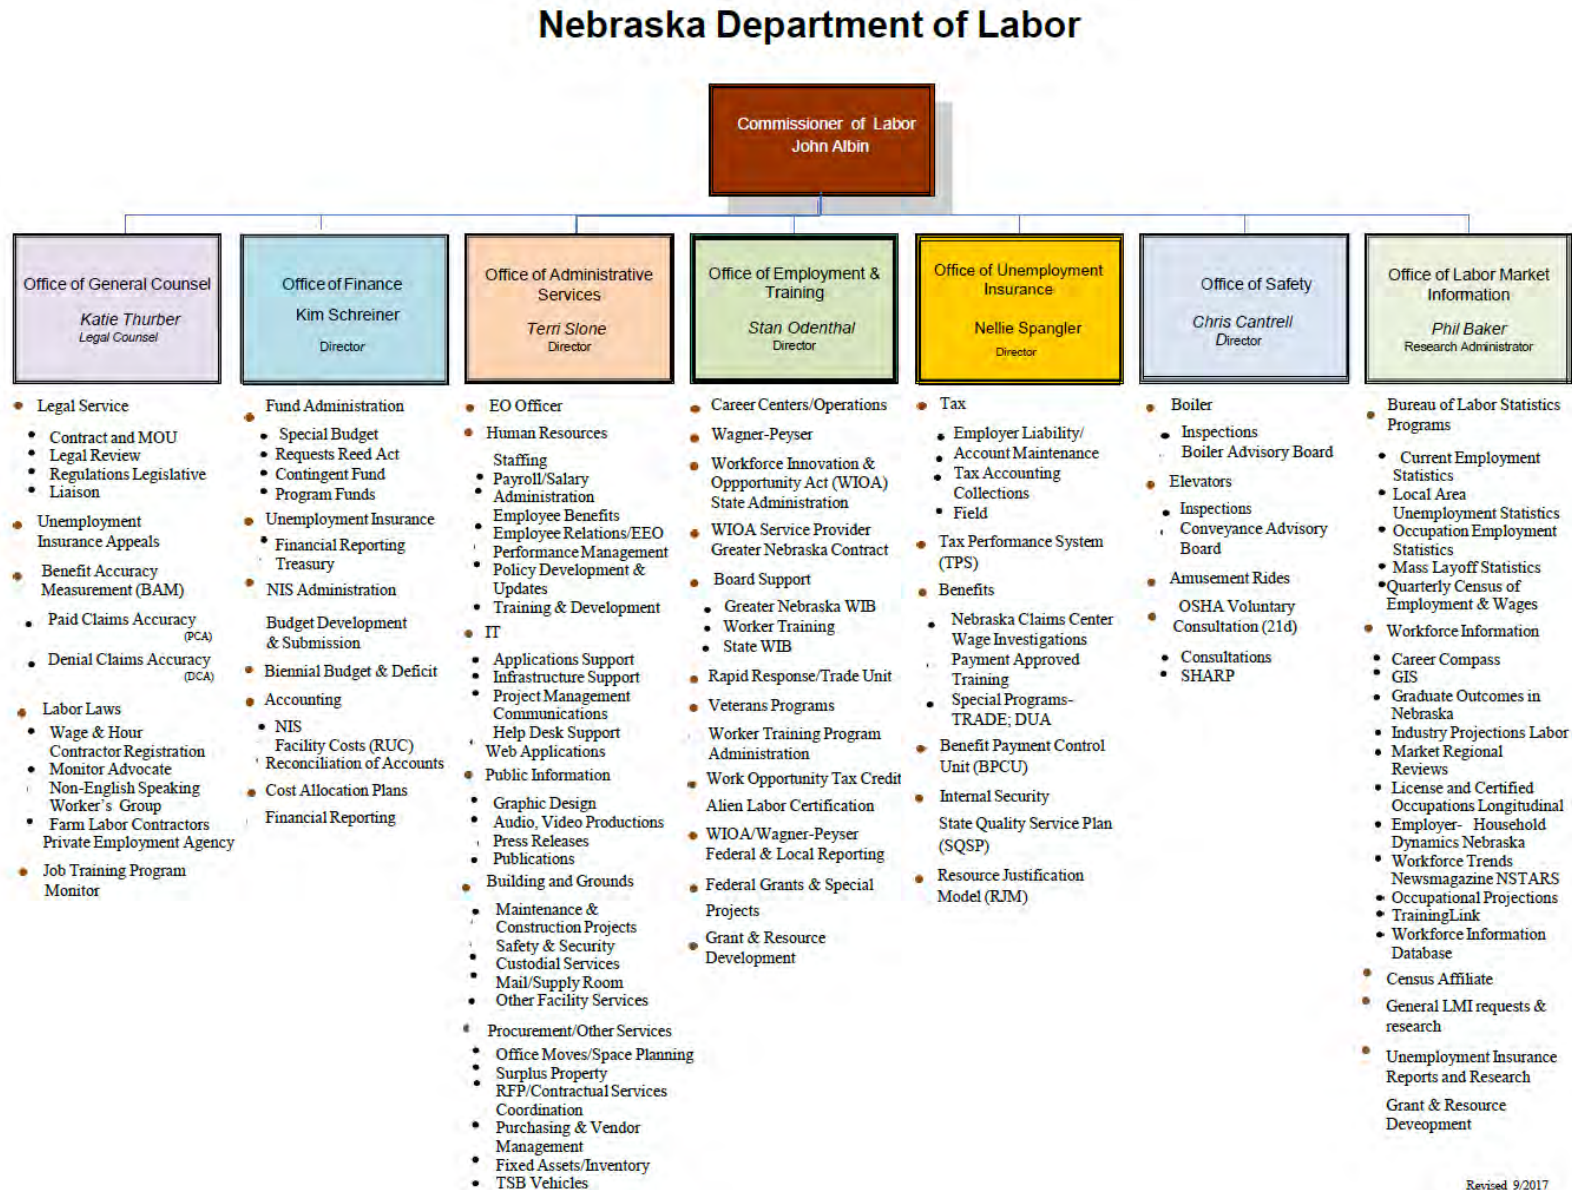 Nebraska Department of Labor
Commissioner of Labor
John Albin
Office of General Counsel
Katie Thurber
Legal Counsel
Legal Service
Contract and MOU
Legal Review
Regulations Legislative
Liaison
Unemployment
Insurance Appeals
Benefit Accuracy
Measurement (BAM)
Paid Claims Accuracy
(PCA)
Denial Claims Accuracy
(DCA)
Labor Laws
Wage & Hour
Contractor Registration
Monitor Advocate
Non-English Speaking
Worker's Group
Farm Labor Contractors
Private Employment Agency
Job Training Program
Monitor
Office of Finance
Kim Schreiner
Director
Fund Administration
Special Budget
Requests Reed Act
Contingent Fund
Program Funds
Unemployment Insurance
Financial Reporting
Treasury
NIS Administration
Budget Development
& Submission
Biennial Budget & Deficit
Accounting
NIS
Facility Costs (RUC)
Reconciliation of Accounts
Cost Allocation Plans
Financial Reporting
Office of Administrative
Services
Terri Slone
Director
EO Officer
Human Resources
Staffing
Payroll/Salary
Administration
Employee Benefits
Employee Relations/EEO
Performance Management
Policy Development &
Updates
Training & Development
IT
Applications Support
Infrastructure Support
Project Management
Communications
Help Desk Support
Web Applications
Public Information
Graphic Design
Audio, Video Productions
Press Releases
Publications
Building and Grounds
Maintenance &
Construction Projects
Safety & Security
Custodial Services
Mail/Supply Room
Other Facility Services
Procurement/Other Services
Office Moves/Space Planning
Surplus Property
RFP/Contractual Services
Coordination
Purchasing & Vendor
Management
Fixed Assets/Inventory
TSB Vehicles
Office of Employment &
Training
Stan Odenthal
Director
Career Centers/Operations
Wagner-Peyser
Workforce Innovation &
Oppportunity Act (WIOA)
State Administration
WIOA Service Provider
Greater Nebraska Contract
Board Support
Greater Nebraska WIB
Worker Training
State WIB
Rapid Response/Trade Unit
Veterans Programs
Worker Training Program
Administration
Work Opportunity Tax Credit
Alien Labor Certification
WIOA/Wagner-Peyser
Federal & Local Reporting
Federal Grants & Special
Projects
Grant & Resource
Development
Office of Unemployment
Insurance
Nellie Spangler
Director
Tax
Employer Liability/
Account Maintenance
Tax Accounting
Collections
Field
Tax Performance System
(TPS)
Benefits
Nebraska Claims Center
Wage Investigations
Payment Approved
Training
Special Programs-
TRADE; DUA
Benefit Payment Control
Unit (BPCU)
Internal Security
State Quality Service Plan
(SQSP)
Resource Justification
Model (RJM)
Office of Safety
Chris Cantrell
Director
Boiler
Inspections
Boiler Advisory Board
Elevators
Inspections
Conveyance Advisory
Board
Amusement Rides
OSHA Voluntary
Consultation (21d)
Consultations
SHARP
Office of Labor Market
Information
Phil Baker
Research Administrator
Bureau of Labor Statistics
Programs
Current Employment
Statistics
Local Area
Unemployment Statistics
Occupation Employment
Statistics
Mass Layoff Statistics
Quarterly Census of
Employment & Wages
Workforce Information
Career Compass
GIS
Graduate Outcomes in
Nebraska
Industry Projections Labor
Market Regional
Reviews
License and Certified
Occupations Longitudinal
Employer- Household
Dynamics Nebraska
Workforce Trends
Newsmagazine NSTARS
Occupational Projections
TrainingLink
Workforce Information
Database
Census Affiliate
General LMI requests &
research
Unemployment Insurance
Reports and Research
Grant & Resource
Deveopment
Revised 9/2017